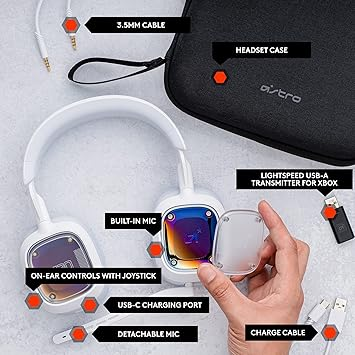 3.5MM CABLE
HEADSET CASE
astro
LIGHTSPEED USB-A
TRANSMITTER FOR XBOX
BUILT-IN MIC
ON-EAR CONTROLS WITH JOYSTICK
USB-C CHARGING PORT
DETACHABLE MIC
CHARGE CABLE